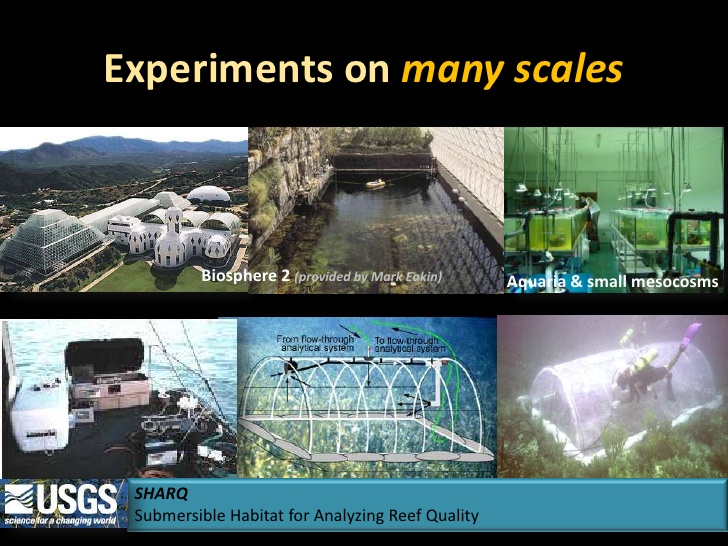 Experiments on many scales
Biosphere 2 (provided by Mark Eakin)
Aquaria & small mesocosms
From flow-through
analytical system
To flow-through
analytical system
USGS
science for a changing world
SHARQ
Submersible Habitat for Analyzing Reef Quality